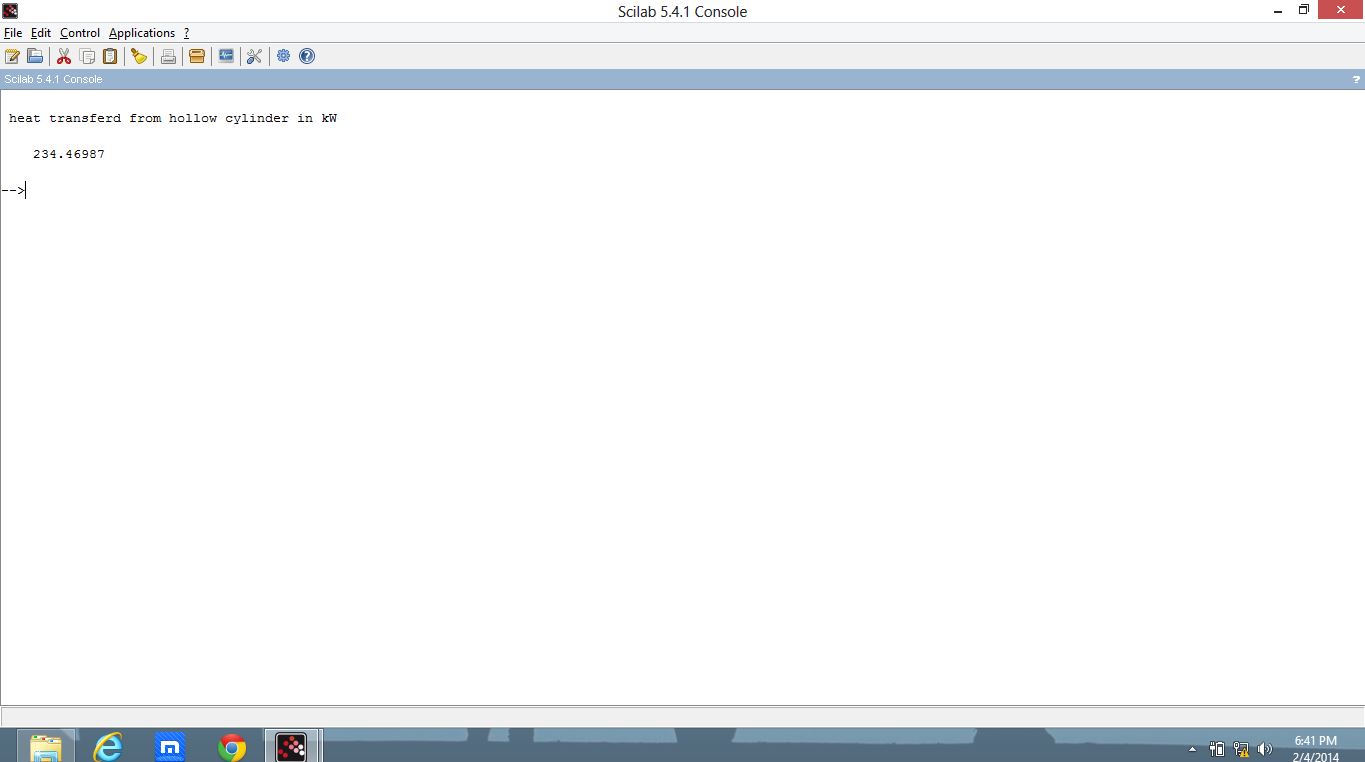 Scilab 5.4.1 Console
File Edit Control Applications ?
Scilab 5.4.1 Console ?
heat transferd from hollow cylinder in kW
234.46987
-->
6:41 PM
2/4/2014